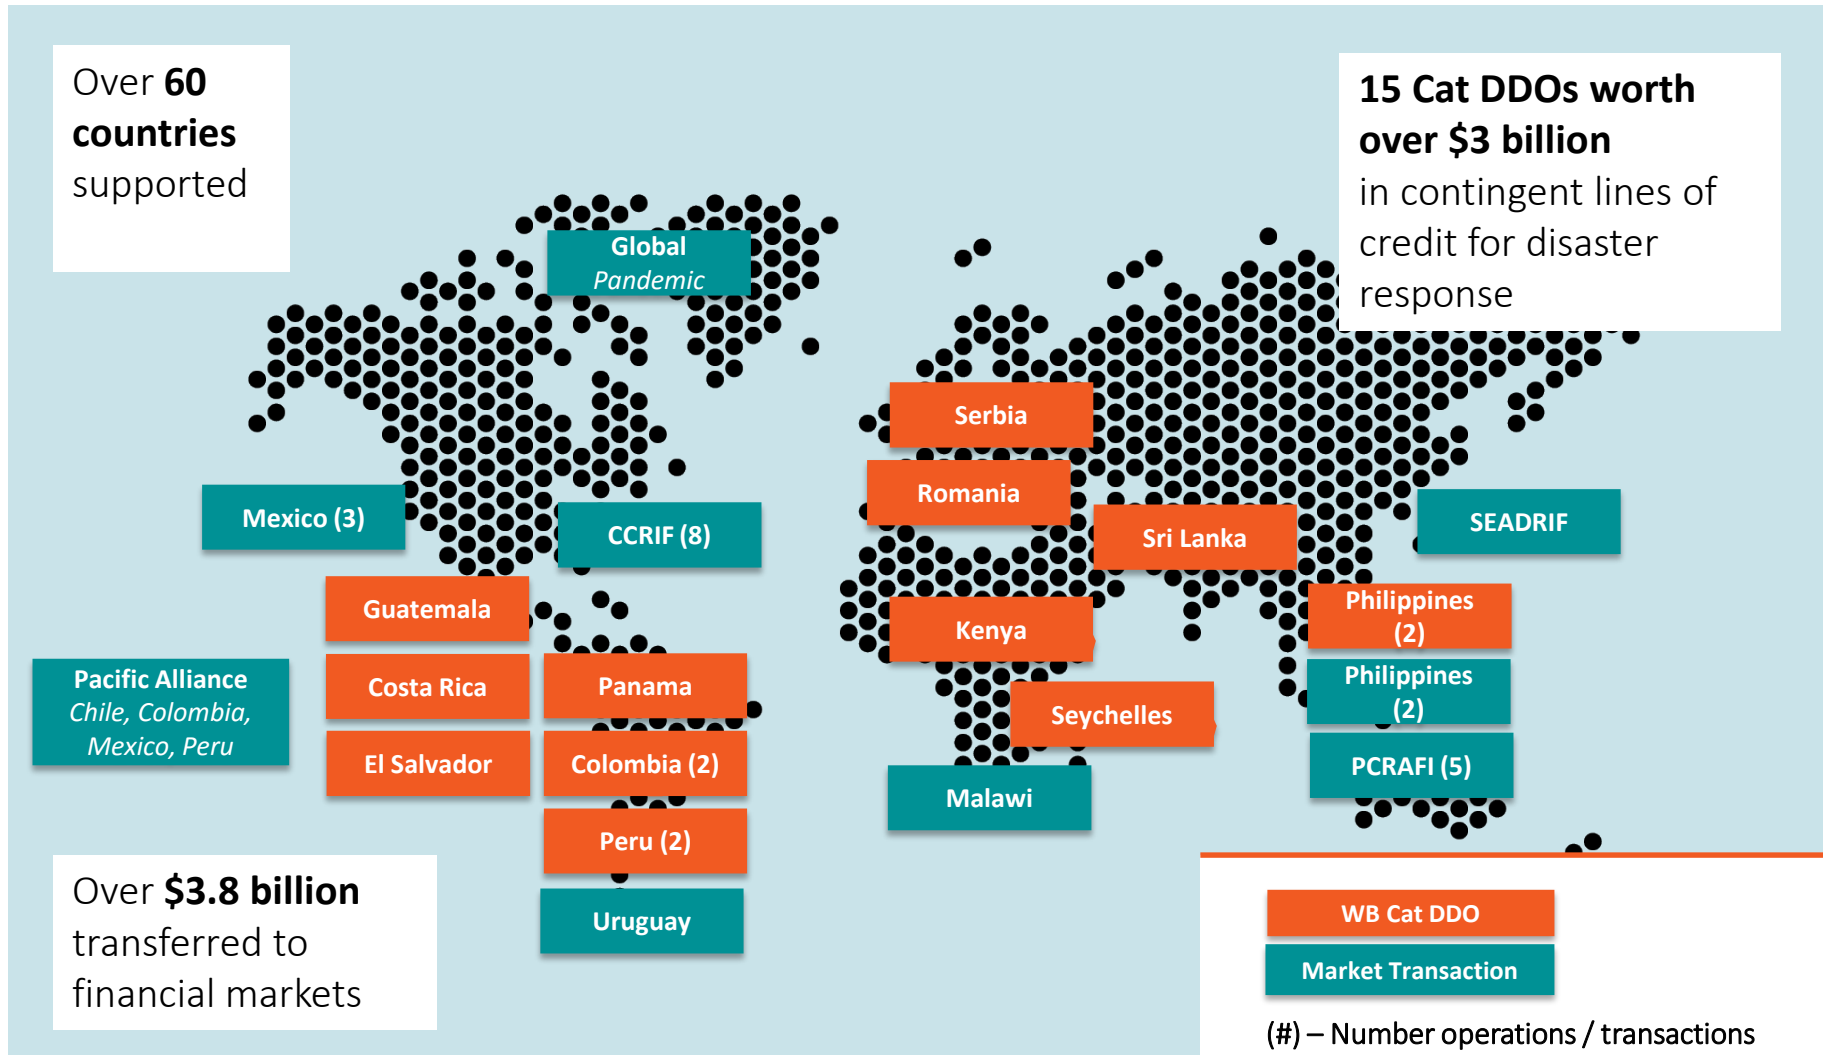 Over 60
countries
supported
15 Cat DDOs worth
over $3 billion
in contingent lines of
credit for disaster
response
Global
Pandemic
Serbia
Romania
Mexico (3)
CCRIF (8)
Sri Lanka
SEADRIF
Guatemala
Kenya
Philippines
(2)
Pacific Alliance
Chile, Colombia,
Mexico, Peru
Costa Rica
Panama
Seychelles
Philippines
(2)
El Salvador
Colombia (2)
Malawi
PCRAFI (5)
Peru (2)
Uruguay
Over $3.8 billion
transferred to
financial markets
WB Cat DDO
Market Transaction
(#) – Number operations / transactions